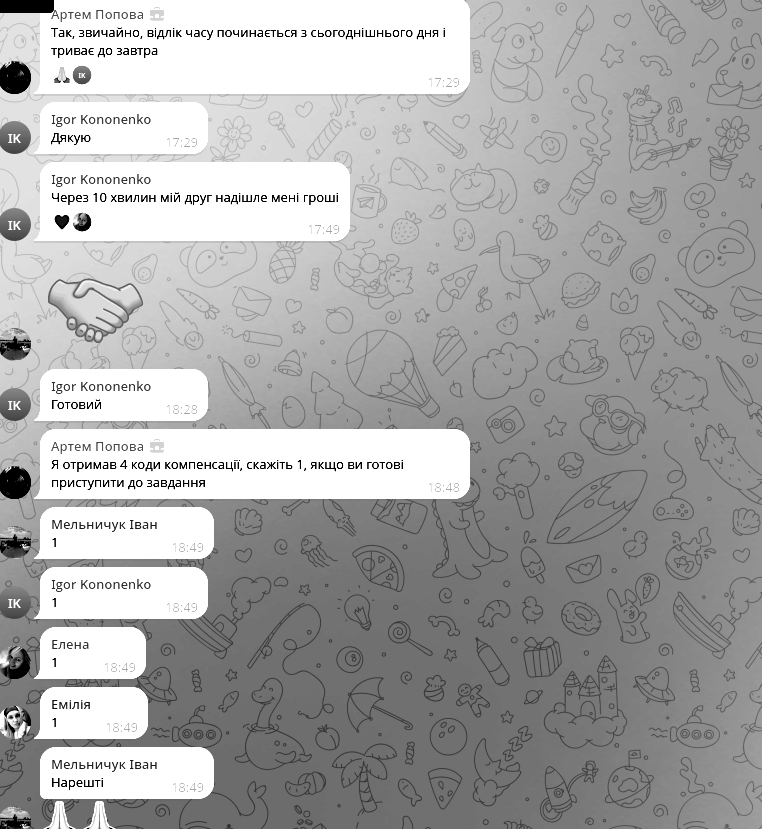 Артем Попова
Так, звичайно, відлік часу починається з сьогоднішнього дня і
триває до завтра
IK
17:29
Igor Kononenko
Дякую
17:29
IK
Igor Kononenko
Через 10 хвилин мій друг надішле мені гроші
17:49
IK
Igor Kononenko
Готовий
18:28
IK
Артем Попова
Я отримав 4 коди компенсації, скажіть 1, якщо ви готові
приступити до завдання
18:48
Мельничук Іван
1
18:49
Igor Kononenko
1
18:49
IK
Елена
1
18:49
Емілія
1
18:49
Мельничук Іван
Нарешті
18:49